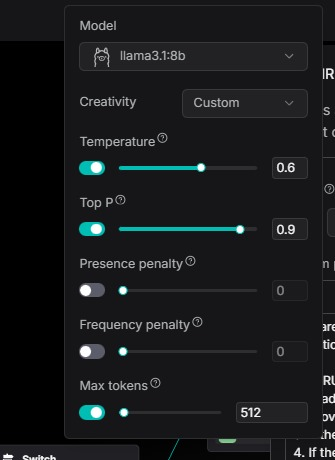 Model
llama3.1:8b
Creativity
Custom
Temperature
0.6
Top P
0.9
Presence penalty
0
Frequency penalty
0
Max tokens
512
Switch
4. If the